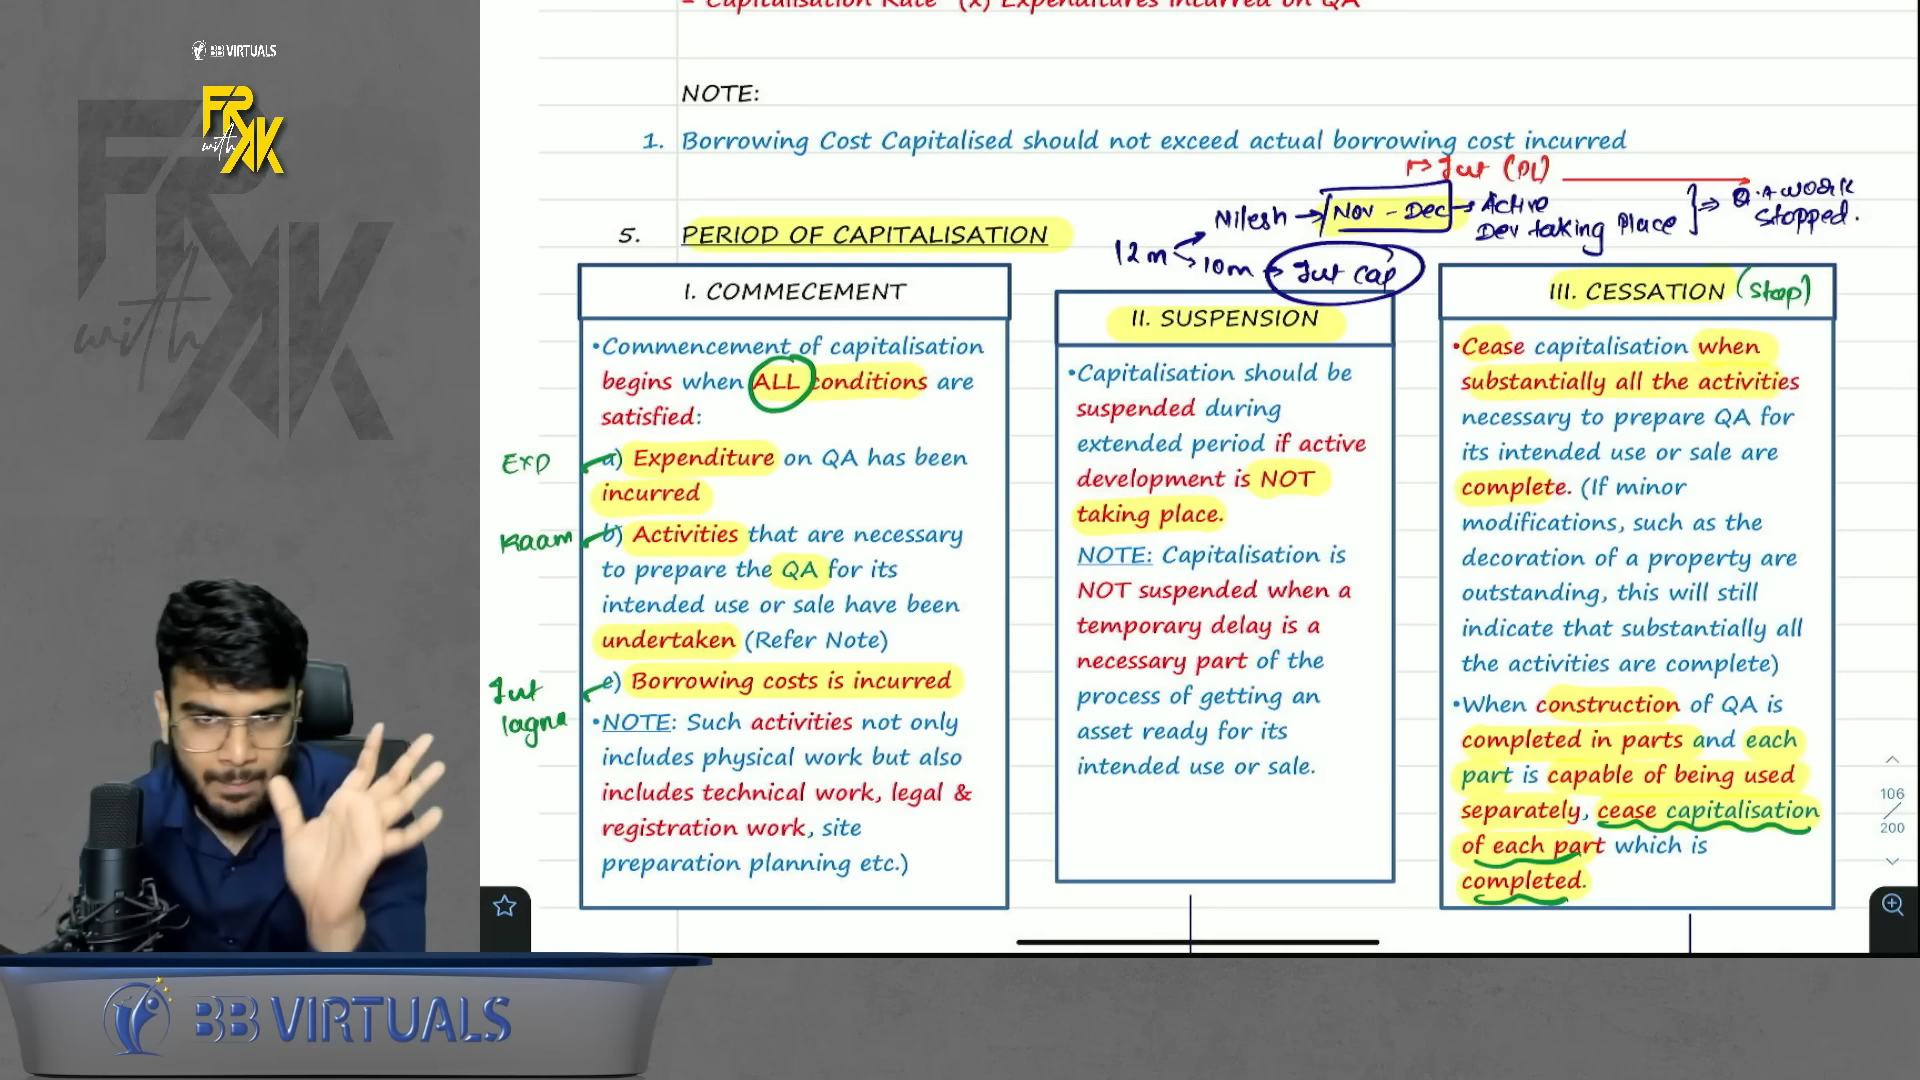 BB VIRTUALS
FR
with
KK
= Capitalisation Rate (x) Expenditures incurred on QA
NOTE:
1. Borrowing Cost Capitalised should not exceed actual borrowing cost incurred
→ Int (PL)
Nilesh → Nov - Dec → Active Dev taking Place } ⇒ Q.A work stopped.
12m → 10m → Int Cap
5. PERIOD OF CAPITALISATION
I. COMMECEMENT
•Commencement of capitalisation
begins when ALL conditions are
satisfied:
Exp
a) Expenditure on QA has been
incurred
Kaam
b) Activities that are necessary
to prepare the QA for its
intended use or sale have been
undertaken (Refer Note)
Int lagna
c) Borrowing costs is incurred
•NOTE: Such activities not only
includes physical work but also
includes technical work, legal &
registration work, site
preparation planning etc.)
II. SUSPENSION
•Capitalisation should be
suspended during
extended period if active
development is NOT
taking place.
NOTE: Capitalisation is
NOT suspended when a
temporary delay is a
necessary part of the
process of getting an
asset ready for its
intended use or sale.
III. CESSATION (stop)
•Cease capitalisation when
substantially all the activities
necessary to prepare QA for
its intended use or sale are
complete. (If minor
modifications, such as the
decoration of a property are
outstanding, this will still
indicate that substantially all
the activities are complete)
•When construction of QA is
completed in parts and each
part is capable of being used
separately, cease capitalisation
of each part which is
completed.
106
200
BB VIRTUALS